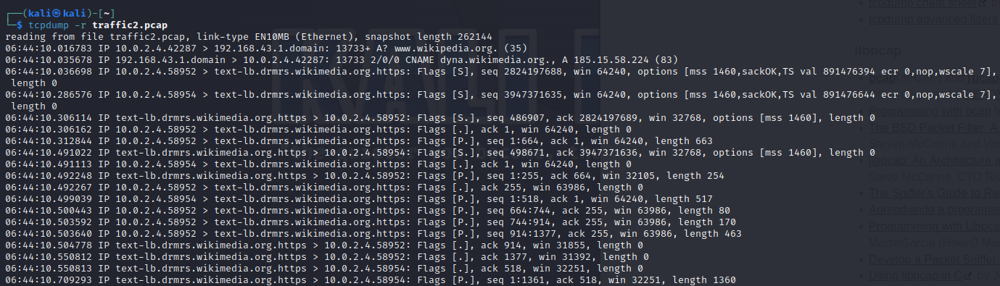 ┌──(kali㉿kali)-[~]
└─$ tcpdump -r traffic2.pcap
reading from file traffic2.pcap, link-type EN10MB (Ethernet), snapshot length 262144
06:44:10.016783 IP 10.0.2.4.42287 > 192.168.43.1.domain: 13733+ A? www.wikipedia.org. (35)
06:44:10.035678 IP 192.168.43.1.domain > 10.0.2.4.42287: 13733 2/0/0 CNAME dyna.wikimedia.org., A 185.15.58.224 (83)
06:44:10.036698 IP 10.0.2.4.58952 > text-lb.drmrs.wikimedia.org.https: Flags [S], seq 2824197688, win 64240, options [mss 1460,sackOK,TS val 891476394 ecr 0,nop,wscale 7],
length 0
06:44:10.286576 IP 10.0.2.4.58954 > text-lb.drmrs.wikimedia.org.https: Flags [S], seq 3947371635, win 64240, options [mss 1460,sackOK,TS val 891476644 ecr 0,nop,wscale 7],
length 0
06:44:10.306114 IP text-lb.drmrs.wikimedia.org.https > 10.0.2.4.58952: Flags [S.], seq 486907, ack 2824197689, win 32768, options [mss 1460], length 0
06:44:10.306162 IP 10.0.2.4.58952 > text-lb.drmrs.wikimedia.org.https: Flags [.], ack 1, win 64240, length 0
06:44:10.312844 IP 10.0.2.4.58952 > text-lb.drmrs.wikimedia.org.https: Flags [P.], seq 1:664, ack 1, win 64240, length 663
06:44:10.491022 IP text-lb.drmrs.wikimedia.org.https > 10.0.2.4.58954: Flags [S.], seq 498671, ack 3947371636, win 32768, options [mss 1460], length 0
06:44:10.491113 IP 10.0.2.4.58954 > text-lb.drmrs.wikimedia.org.https: Flags [.], ack 1, win 64240, length 0
06:44:10.492248 IP text-lb.drmrs.wikimedia.org.https > 10.0.2.4.58952: Flags [P.], seq 1:255, ack 664, win 32105, length 254
06:44:10.492267 IP 10.0.2.4.58952 > text-lb.drmrs.wikimedia.org.https: Flags [.], ack 255, win 63986, length 0
06:44:10.499039 IP 10.0.2.4.58954 > text-lb.drmrs.wikimedia.org.https: Flags [P.], seq 1:518, ack 1, win 64240, length 517
06:44:10.500443 IP 10.0.2.4.58952 > text-lb.drmrs.wikimedia.org.https: Flags [P.], seq 664:744, ack 255, win 63986, length 80
06:44:10.503592 IP 10.0.2.4.58952 > text-lb.drmrs.wikimedia.org.https: Flags [P.], seq 744:914, ack 255, win 63986, length 170
06:44:10.503640 IP 10.0.2.4.58952 > text-lb.drmrs.wikimedia.org.https: Flags [P.], seq 914:1377, ack 255, win 63986, length 463
06:44:10.504778 IP text-lb.drmrs.wikimedia.org.https > 10.0.2.4.58952: Flags [.], ack 914, win 31855, length 0
06:44:10.550812 IP text-lb.drmrs.wikimedia.org.https > 10.0.2.4.58952: Flags [.], ack 1377, win 31392, length 0
06:44:10.550813 IP text-lb.drmrs.wikimedia.org.https > 10.0.2.4.58954: Flags [.], ack 518, win 32251, length 0
06:44:10.709293 IP text-lb.drmrs.wikimedia.org.https > 10.0.2.4.58954: Flags [P.], seq 1:1361, ack 518, win 32251, length 1360
tcpdump cheat sheet
tcpdump advanced filters
libpcap
Programming with pcap
The BSD Packet Filter: A
Steven McCanne and Va
libpcap: An Architecture
Steve McCanne, CTO Ri
The Sniffer's Guide to Ra
Aprendiendo a programa
Programming with Libpca
MartinGarcia (Hakin9 Ma
Develop a Packet Sniffer
Using libpcap in C